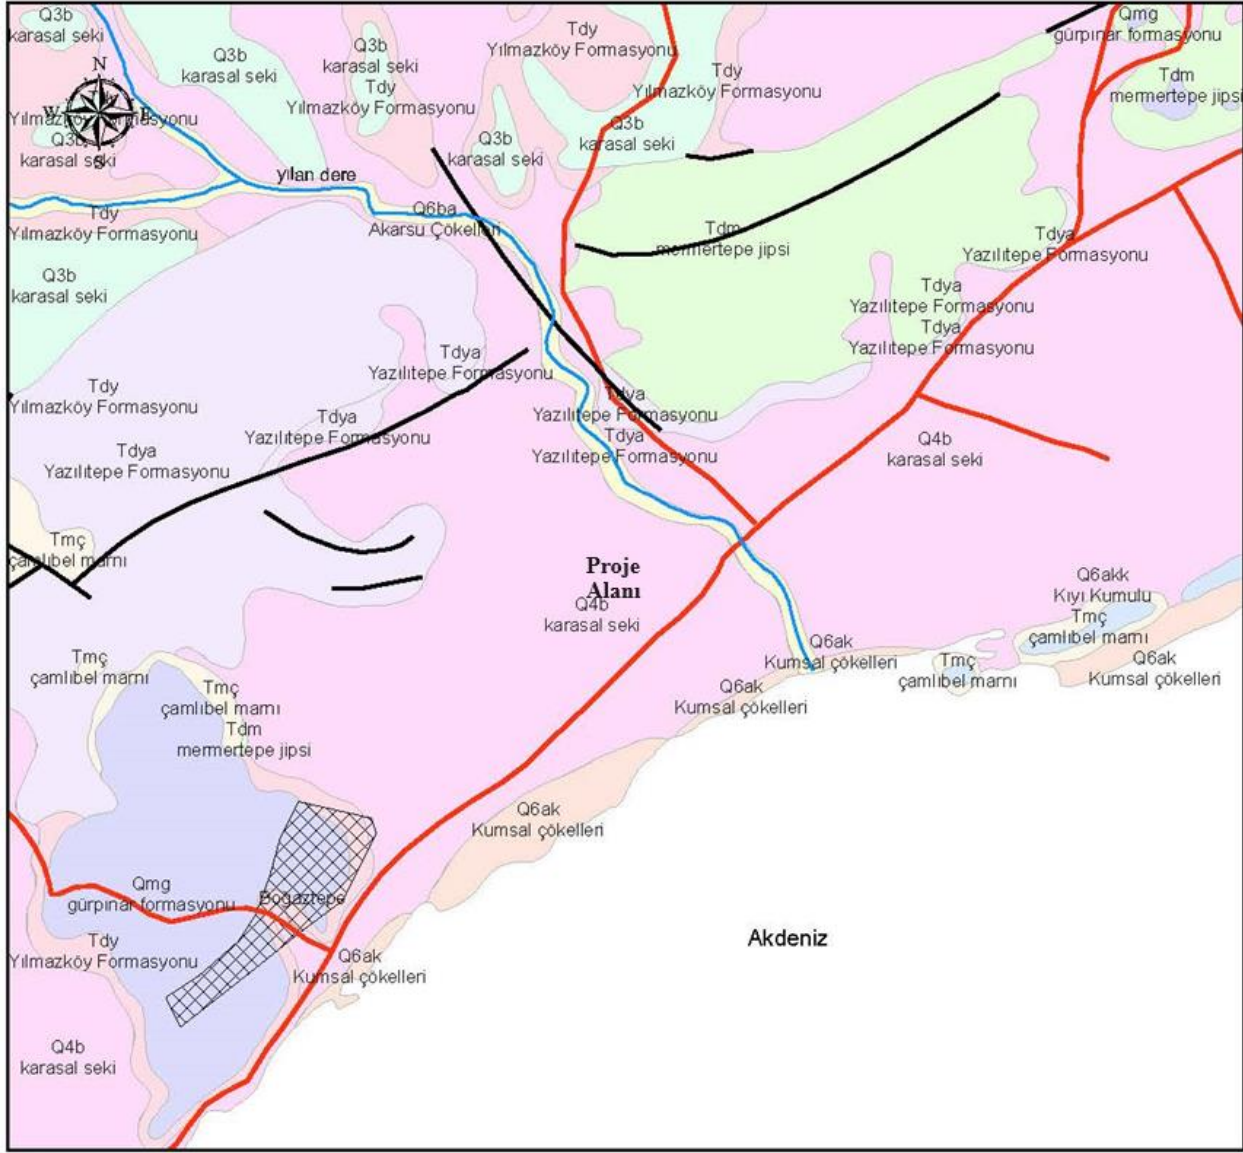 Q3b
karasal seki
Q3b
karasal seki
Q3b
karasal seki
Tdy
Yılmazköy Formasyonu
Tdy
Yılmazköy Formasyonu
Tdy
Yılmazköy Formasyonu
Qmg
gürpınar formasyonu
Tdm
mermertepe jipsi
N
W
E
S
Tdy
Yılmazköy Formasyonu
Q3b
karasal seki
Q3b
karasal seki
Q3b
karasal seki
yılan dere
Tdy
Yılmazköy Formasyonu
Q6ba
Akarsu Çökelleri
Tdm
mermertepe jipsi
Tdya
Yazılıtepe Formasyonu
Q3b
karasal seki
Tdya
Yazılıtepe Formasyonu
Tdya
Yazılıtepe Formasyonu
Tdya
Yazılıtepe Formasyonu
Tdy
Yılmazköy Formasyonu
Tdya
Yazılıtepe Formasyonu
Tdya
Yazılıtepe Formasyonu
Tdya
Yazılıtepe Formasyonu
Tdya
Yazılıtepe Formasyonu
Q4b
karasal seki
Tmç
çamlıbel marnı
Proje
Alanı
Q4b
karasal seki
Q6akk
Kıyı Kumulu
Tmç
çamlıbel marnı
Q6ak
Kumsal çökelleri
Tmç
çamlıbel marnı
Q6ak
Kumsal çökelleri
Tmç
çamlıbel marnı
Tmç
çamlıbel marnı
Q6ak
Kumsal çökelleri
Tdm
mermertepe jipsi
Q6ak
Kumsal çökelleri
Qmg
gürpınar formasyonu
Boğaztepe
Tdy
Yılmazköy Formasyonu
Q6ak
Kumsal çökelleri
Akdeniz
Q4b
karasal seki